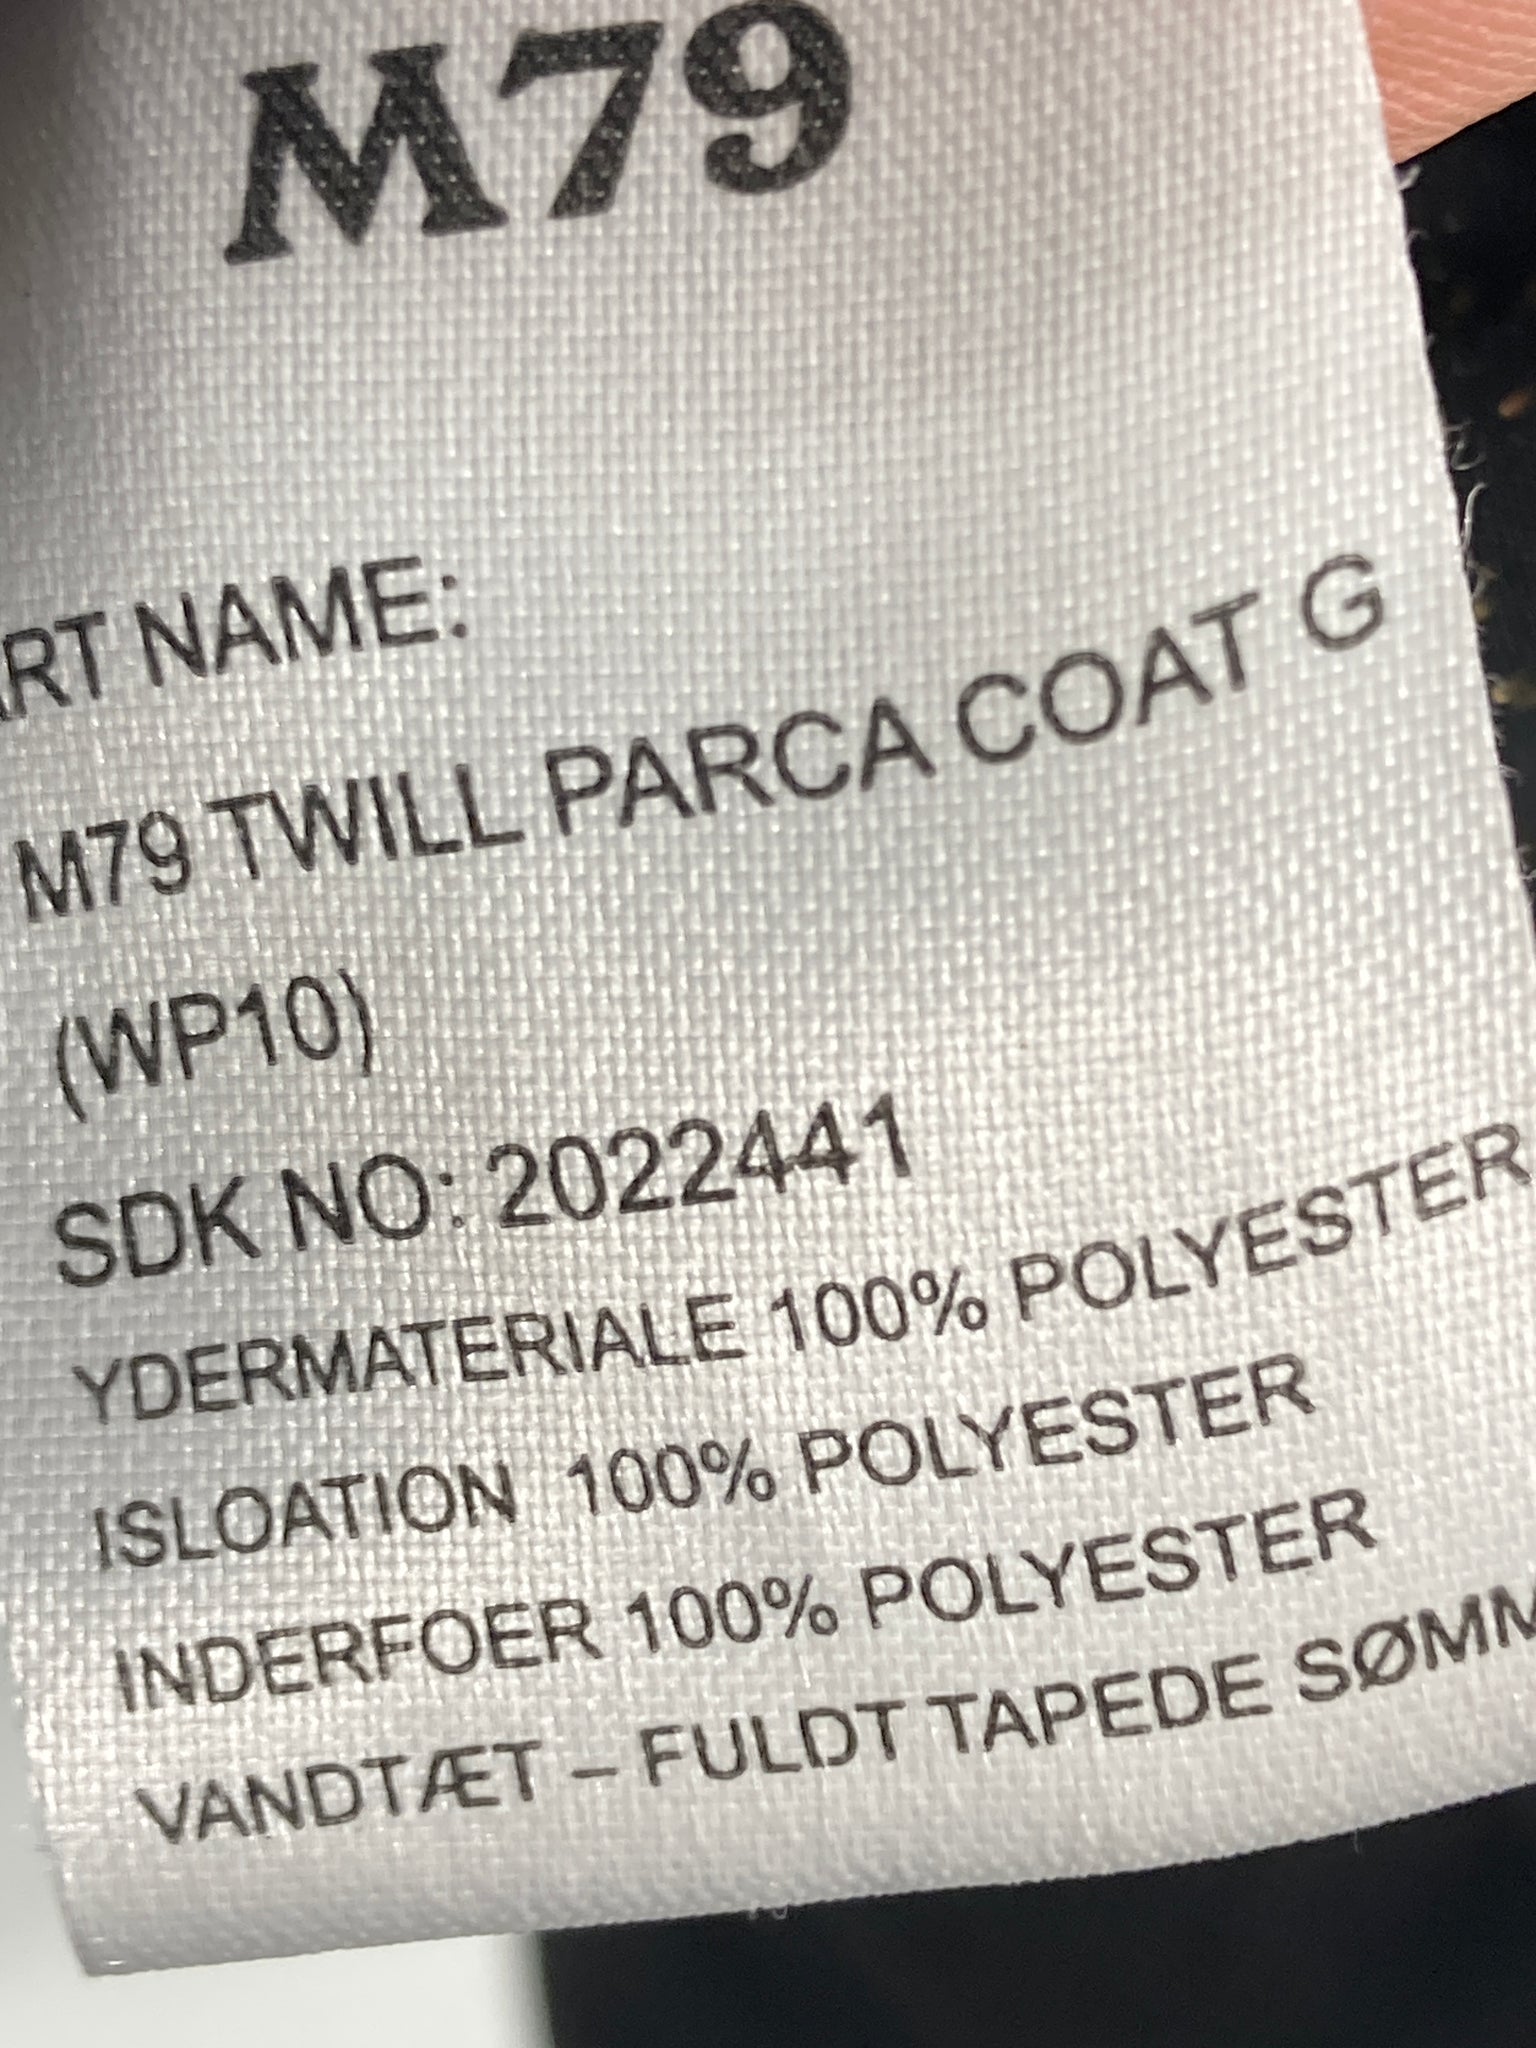 M79
ART NAME:
M79 TWILL PARCA COAT G
(WP10)
SDK NO: 2022441
YDERMATERIALE 100% POLYESTER
ISLOATION 100% POLYESTER
INDERFOER 100% POLYESTER
VANDTÆT – FULDT TAPEDE SØMM